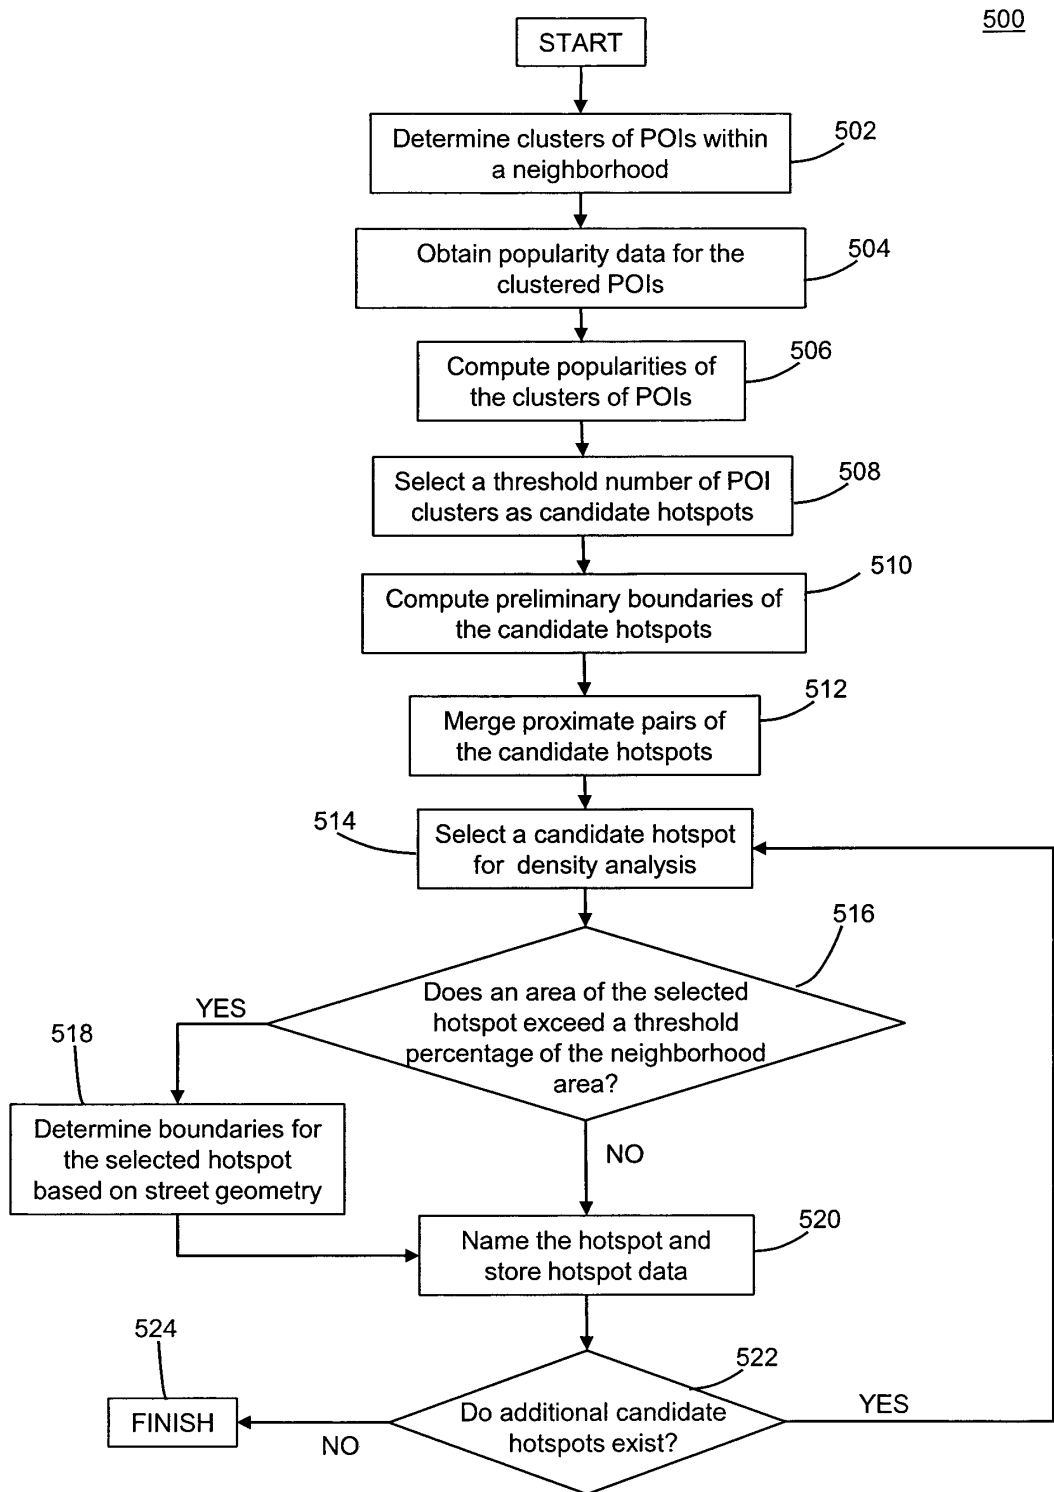 500
START
Determine clusters of POIs within
a neighborhood
502
Obtain popularity data for the
clustered POIs
504
Compute popularities of
the clusters of POIs
506
Select a threshold number of POI
clusters as candidate hotspots
508
Compute preliminary boundaries of
the candidate hotspots
510
Merge proximate pairs of
the candidate hotspots
512
514
Select a candidate hotspot
for density analysis
516
Does an area of the selected
hotspot exceed a threshold
percentage of the neighborhood
area?
YES
518
Determine boundaries for
the selected hotspot
based on street geometry
NO
Name the hotspot and
store hotspot data
520
524
FINISH
522
Do additional candidate
hotspots exist?
YES
NO